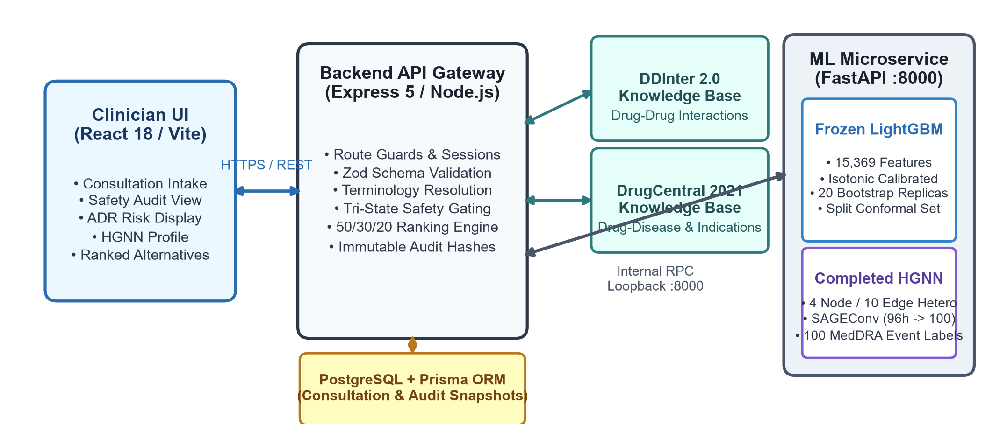 Clinician UI
(React 18 / Vite)
• Consultation Intake
• Safety Audit View
• ADR Risk Display
• HGNN Profile
• Ranked Alternatives
HTTPS / REST
Backend API Gateway
(Express 5 / Node.js)
• Route Guards & Sessions
• Zod Schema Validation
• Terminology Resolution
• Tri-State Safety Gating
• 50/30/20 Ranking Engine
• Immutable Audit Hashes
PostgreSQL + Prisma ORM
(Consultation & Audit Snapshots)
DDInter 2.0
Knowledge Base
Drug-Drug Interactions
DrugCentral 2021
Knowledge Base
Drug-Disease & Indications
Internal RPC
Loopback :8000
ML Microservice
(FastAPI :8000)
Frozen LightGBM
• 15,369 Features
• Isotonic Calibrated
• 20 Bootstrap Replicas
• Split Conformal Set
Completed HGNN
• 4 Node / 10 Edge Hetero
• SAGEConv (96h -> 100)
• 100 MedDRA Event Labels